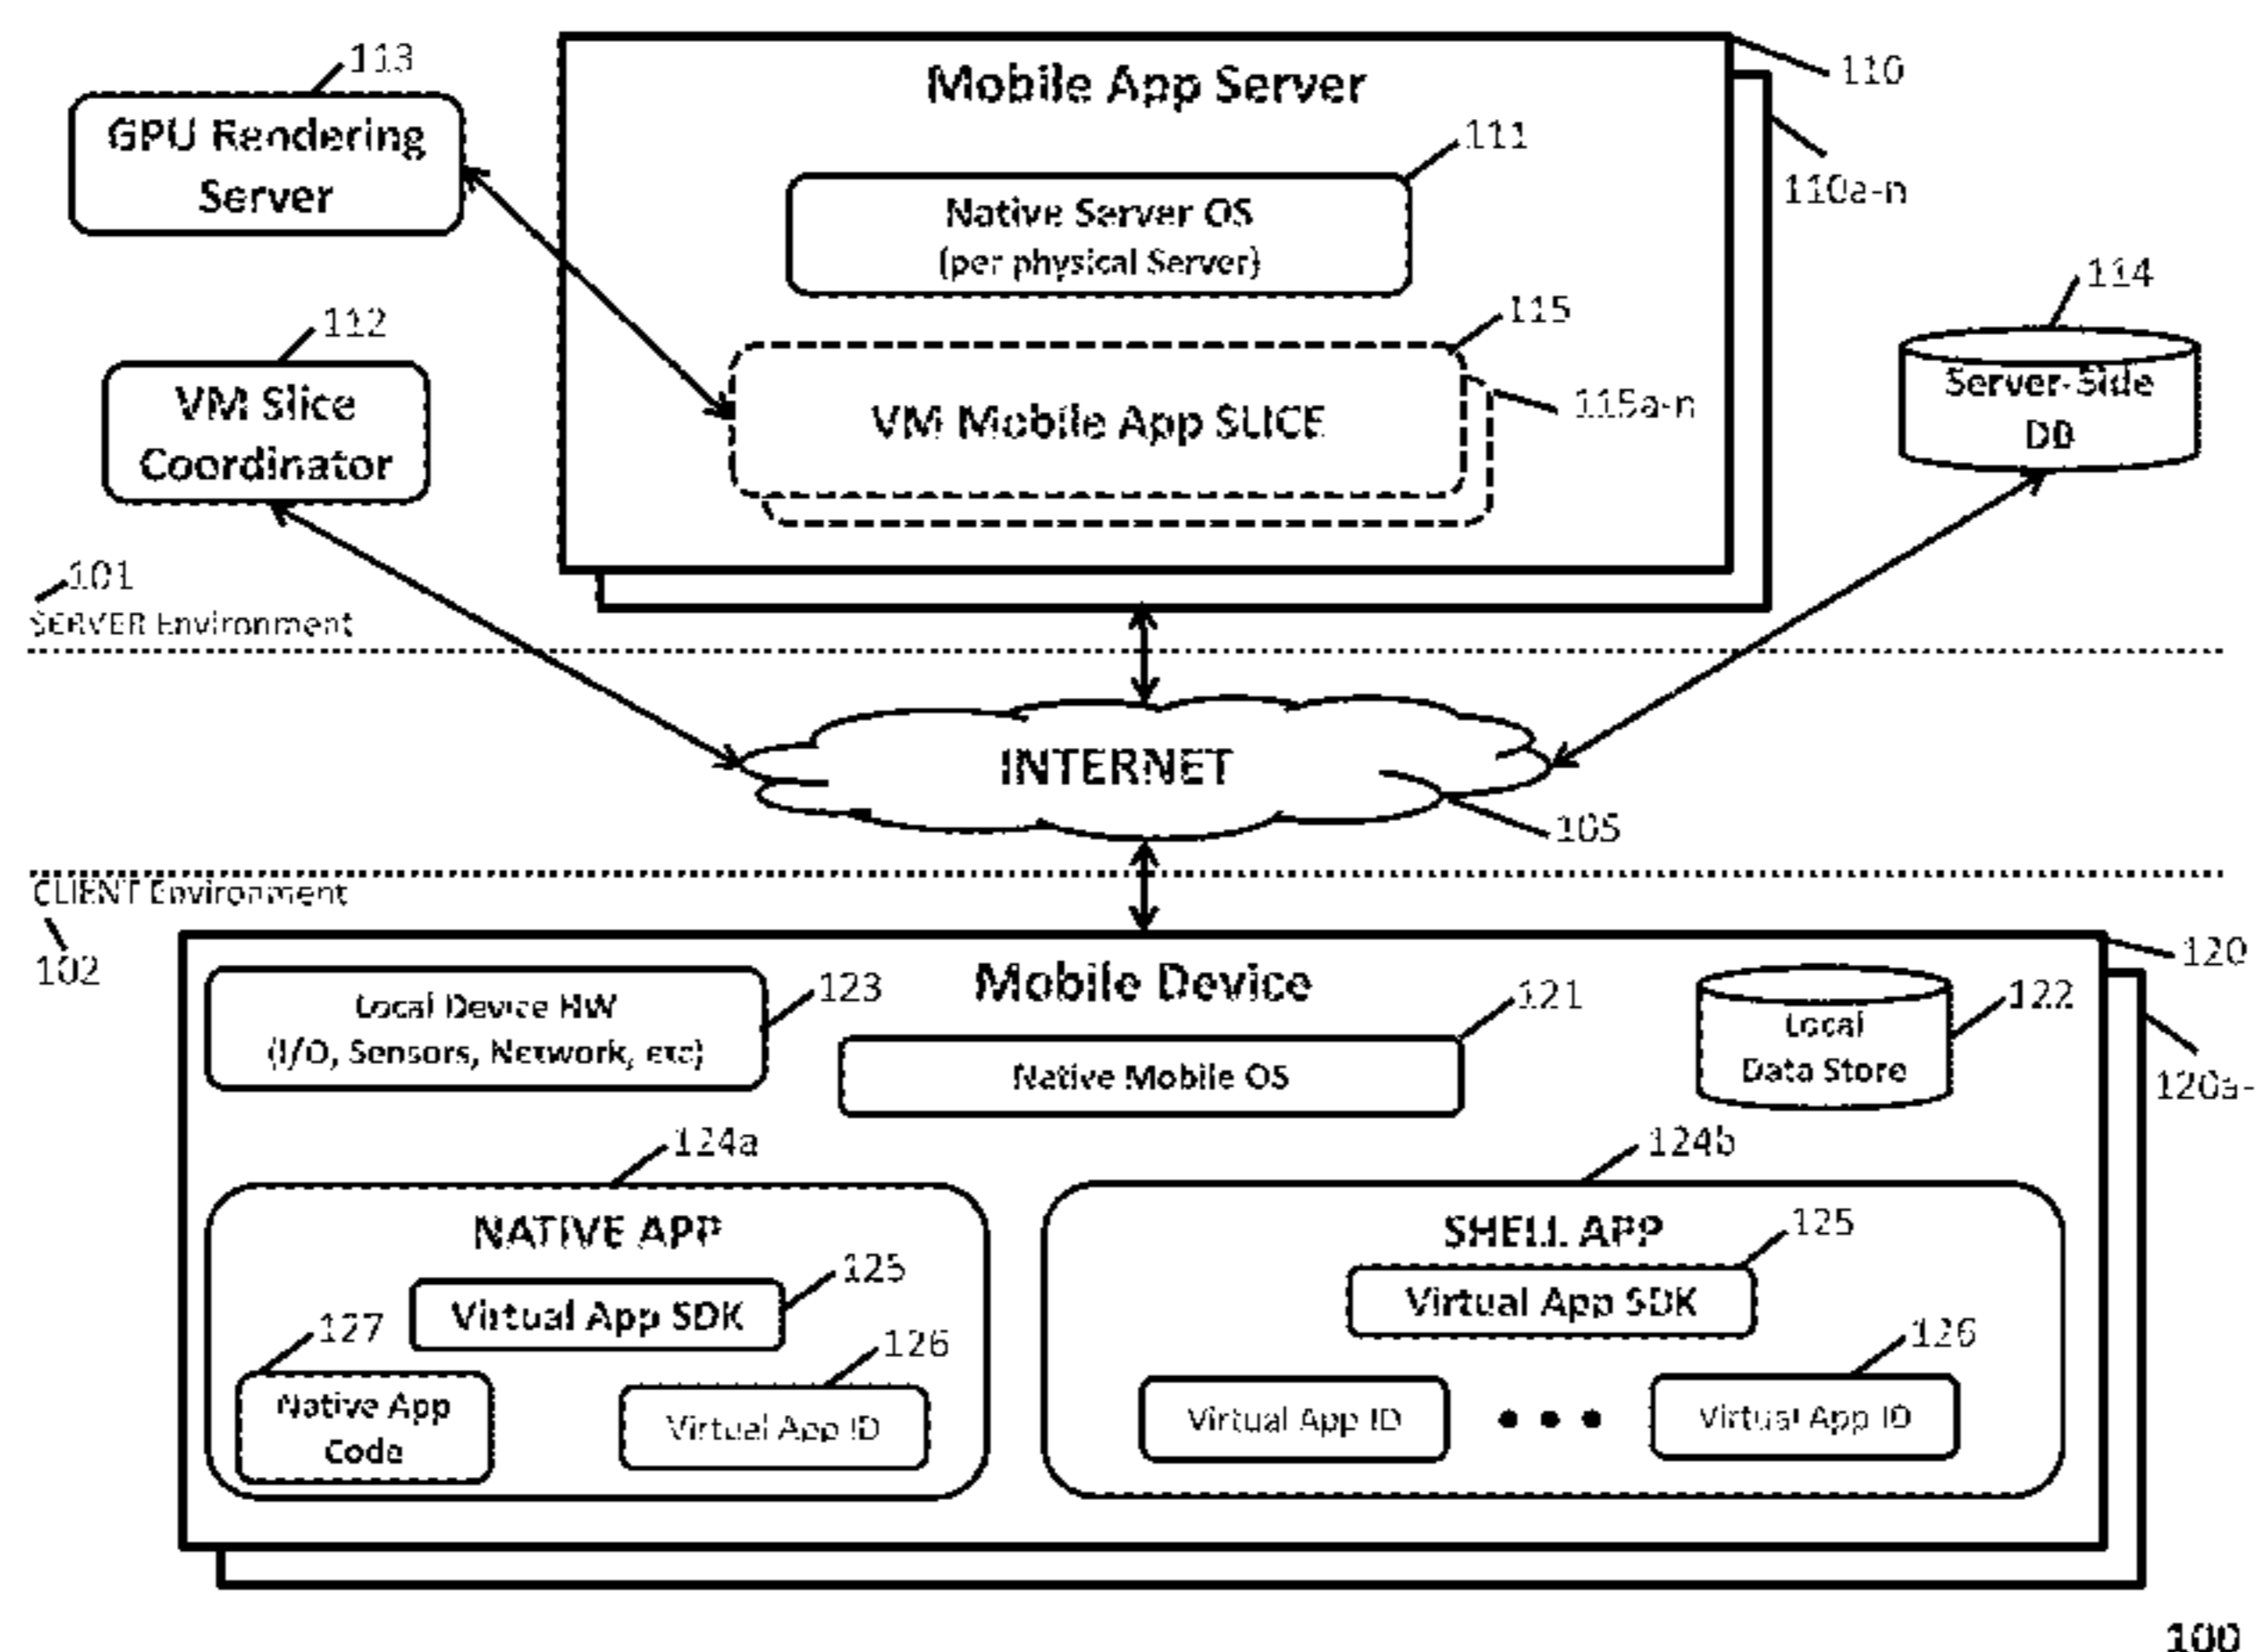 113
GPU Rendering
Server
Mobile App Server
110
110a-n
111
Native Server OS
(per physical Server)
112
VM Slice
Coordinator
115
VM Mobile App SLICE
115a-n
114
Server-Side
DB
101
SERVER Environment
INTERNET
105
CLIENT Environment
102
Mobile Device
120
120a-
Local Device HW
(I/O, Sensors, Network, etc)
123
121
Native Mobile OS
122
Local
Data Store
124a
NATIVE APP
125
Virtual App SDK
127
Native App
Code
126
Virtual App ID
124b
SHELL APP
125
Virtual App SDK
126
Virtual App ID
• • •
Virtual App ID
100